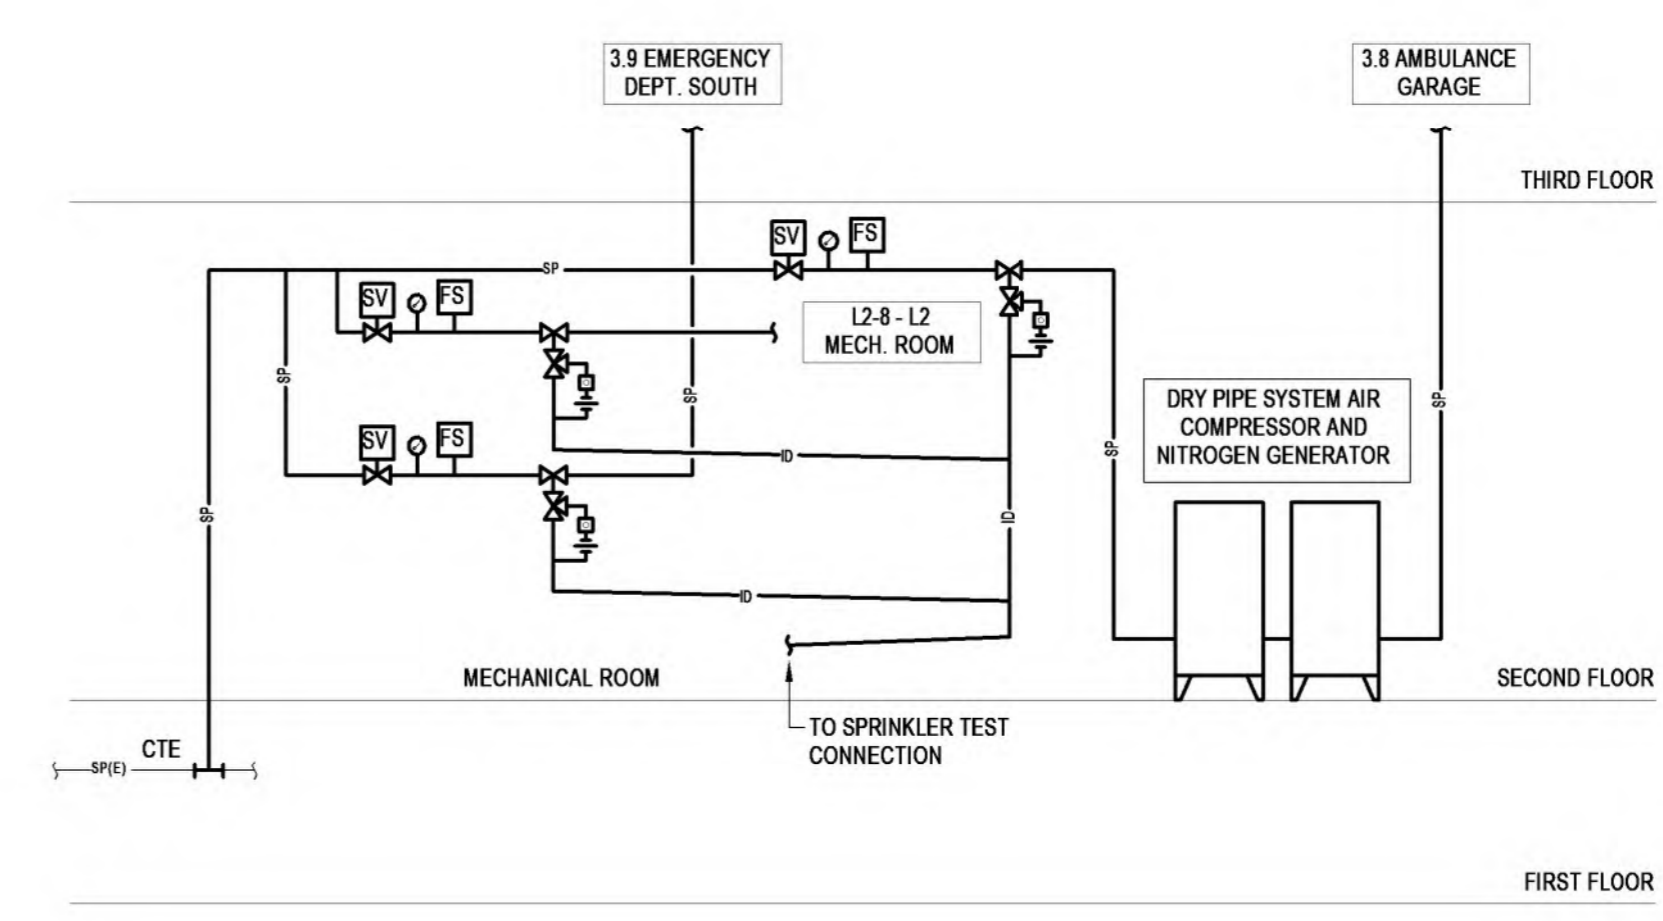 3.9 EMERGENCY
DEPT. SOUTH
3.8 AMBULANCE
GARAGE
THIRD FLOOR
SV
FS
SP
SV
FS
L2-8 - L2
MECH. ROOM
SP
SP
DRY PIPE SYSTEM AIR
COMPRESSOR AND
NITROGEN GENERATOR
SP
SV
FS
ID
SP
SP
ID
ID
MECHANICAL ROOM
SECOND FLOOR
TO SPRINKLER TEST
CONNECTION
CTE
SP(E)
FIRST FLOOR